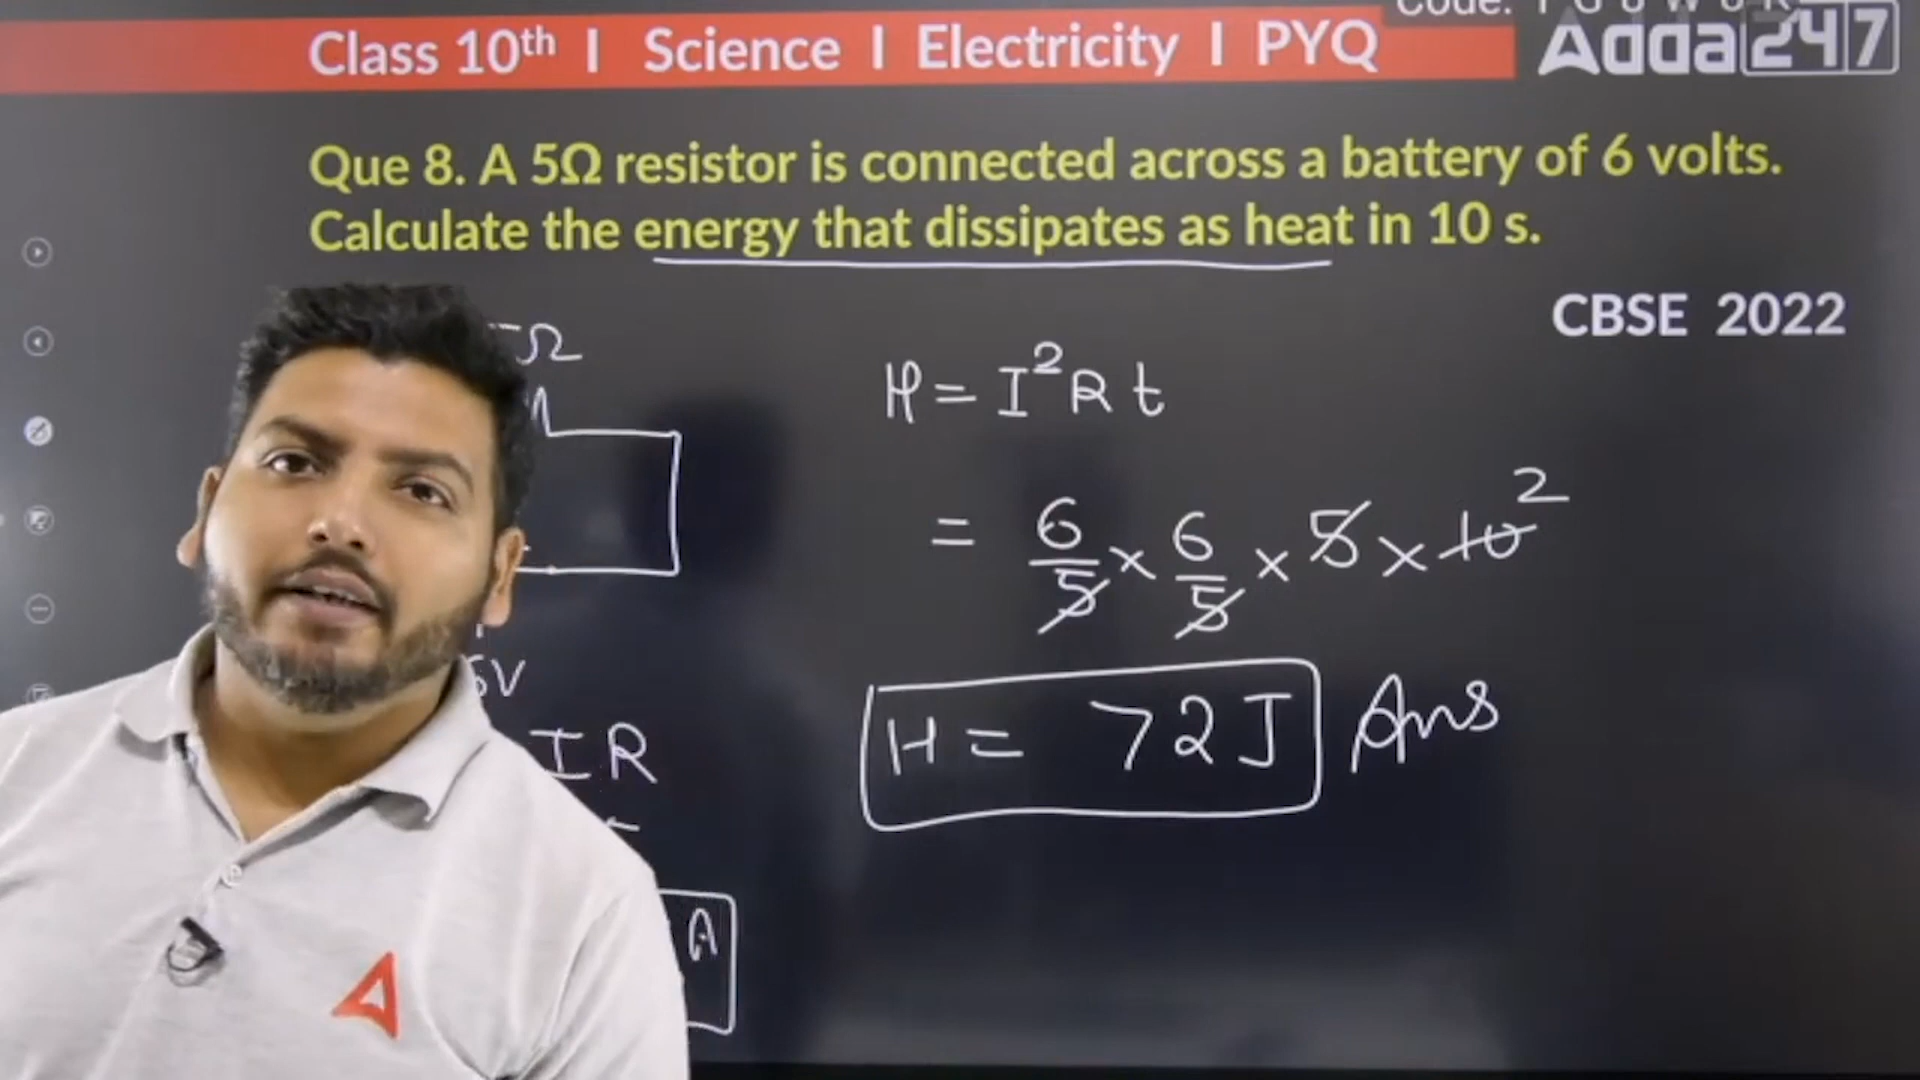 Class 10th | Science | Electricity | PYQ
Adda 247
Que 8. A 5Ω resistor is connected across a battery of 6 volts.
Calculate the energy that dissipates as heat in 10 s.
CBSE 2022
Ω
H = I²Rt
= 6/5 × 6/5 × 5 × 10 2
V
IR
H = 72J Ans
A